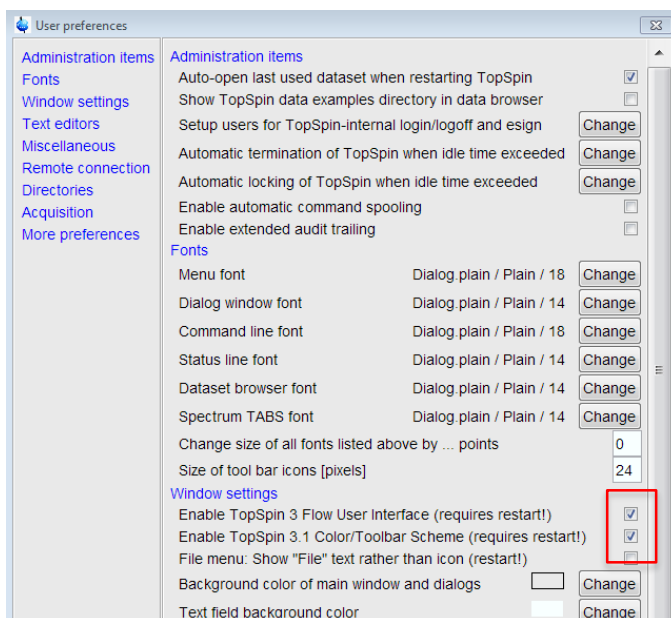 User preferences
Administration items
Fonts
Window settings
Text editors
Miscellaneous
Remote connection
Directories
Acquisition
More preferences
Administration items
Auto-open last used dataset when restarting TopSpin
Show TopSpin data examples directory in data browser
Setup users for TopSpin-internal login/logoff and esign Change
Automatic termination of TopSpin when idle time exceeded Change
Automatic locking of TopSpin when idle time exceeded Change
Enable automatic command spooling
Enable extended audit trailing
Fonts
Menu font Dialog.plain / Plain / 18 Change
Dialog window font Dialog.plain / Plain / 14 Change
Command line font Dialog.plain / Plain / 18 Change
Status line font Dialog.plain / Plain / 14 Change
Dataset browser font Dialog.plain / Plain / 14 Change
Spectrum TABS font Dialog.plain / Plain / 14 Change
Change size of all fonts listed above by ... points 0
Size of tool bar icons [pixels] 24
Window settings
Enable TopSpin 3 Flow User Interface (requires restart!)
Enable TopSpin 3.1 Color/Toolbar Scheme (requires restart!)
File menu: Show "File" text rather than icon (restart!)
Background color of main window and dialogs Change
Text field background color Change